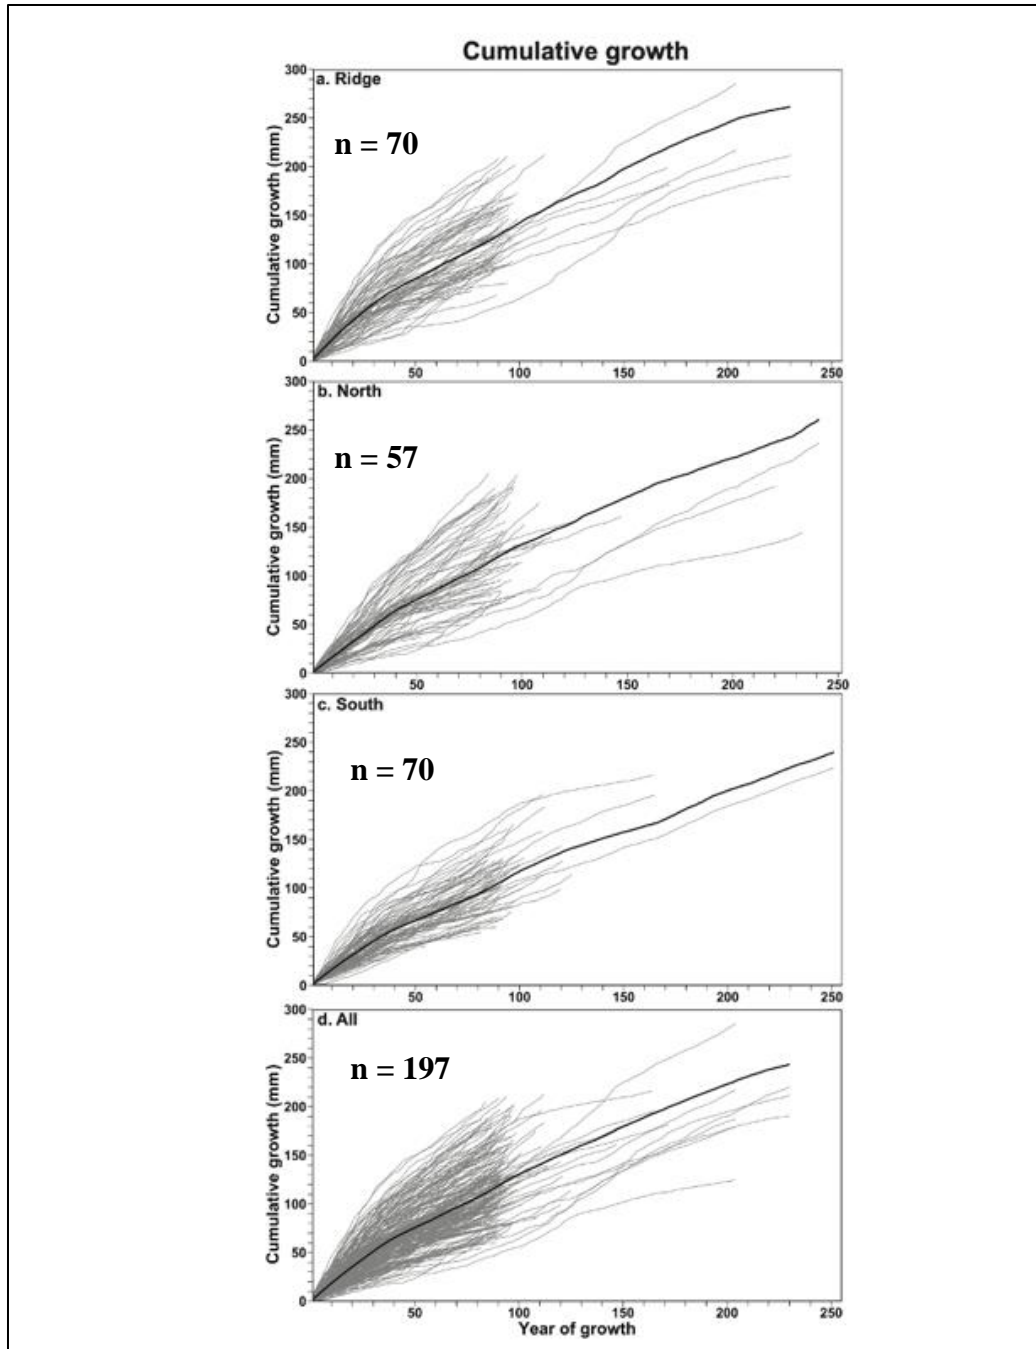 Cumulative growth
a. Ridge
n = 70
Cumulative growth (mm)
300
250
200
150
100
50
0
50 100 150 200 250
b. North
n = 57
Cumulative growth (mm)
300
250
200
150
100
50
0
50 100 150 200 250
c. South
n = 70
Cumulative growth (mm)
300
250
200
150
100
50
0
50 100 150 200 250
d. All
n = 197
Cumulative growth (mm)
300
250
200
150
100
50
0
50 100 150 200 250
Year of growth